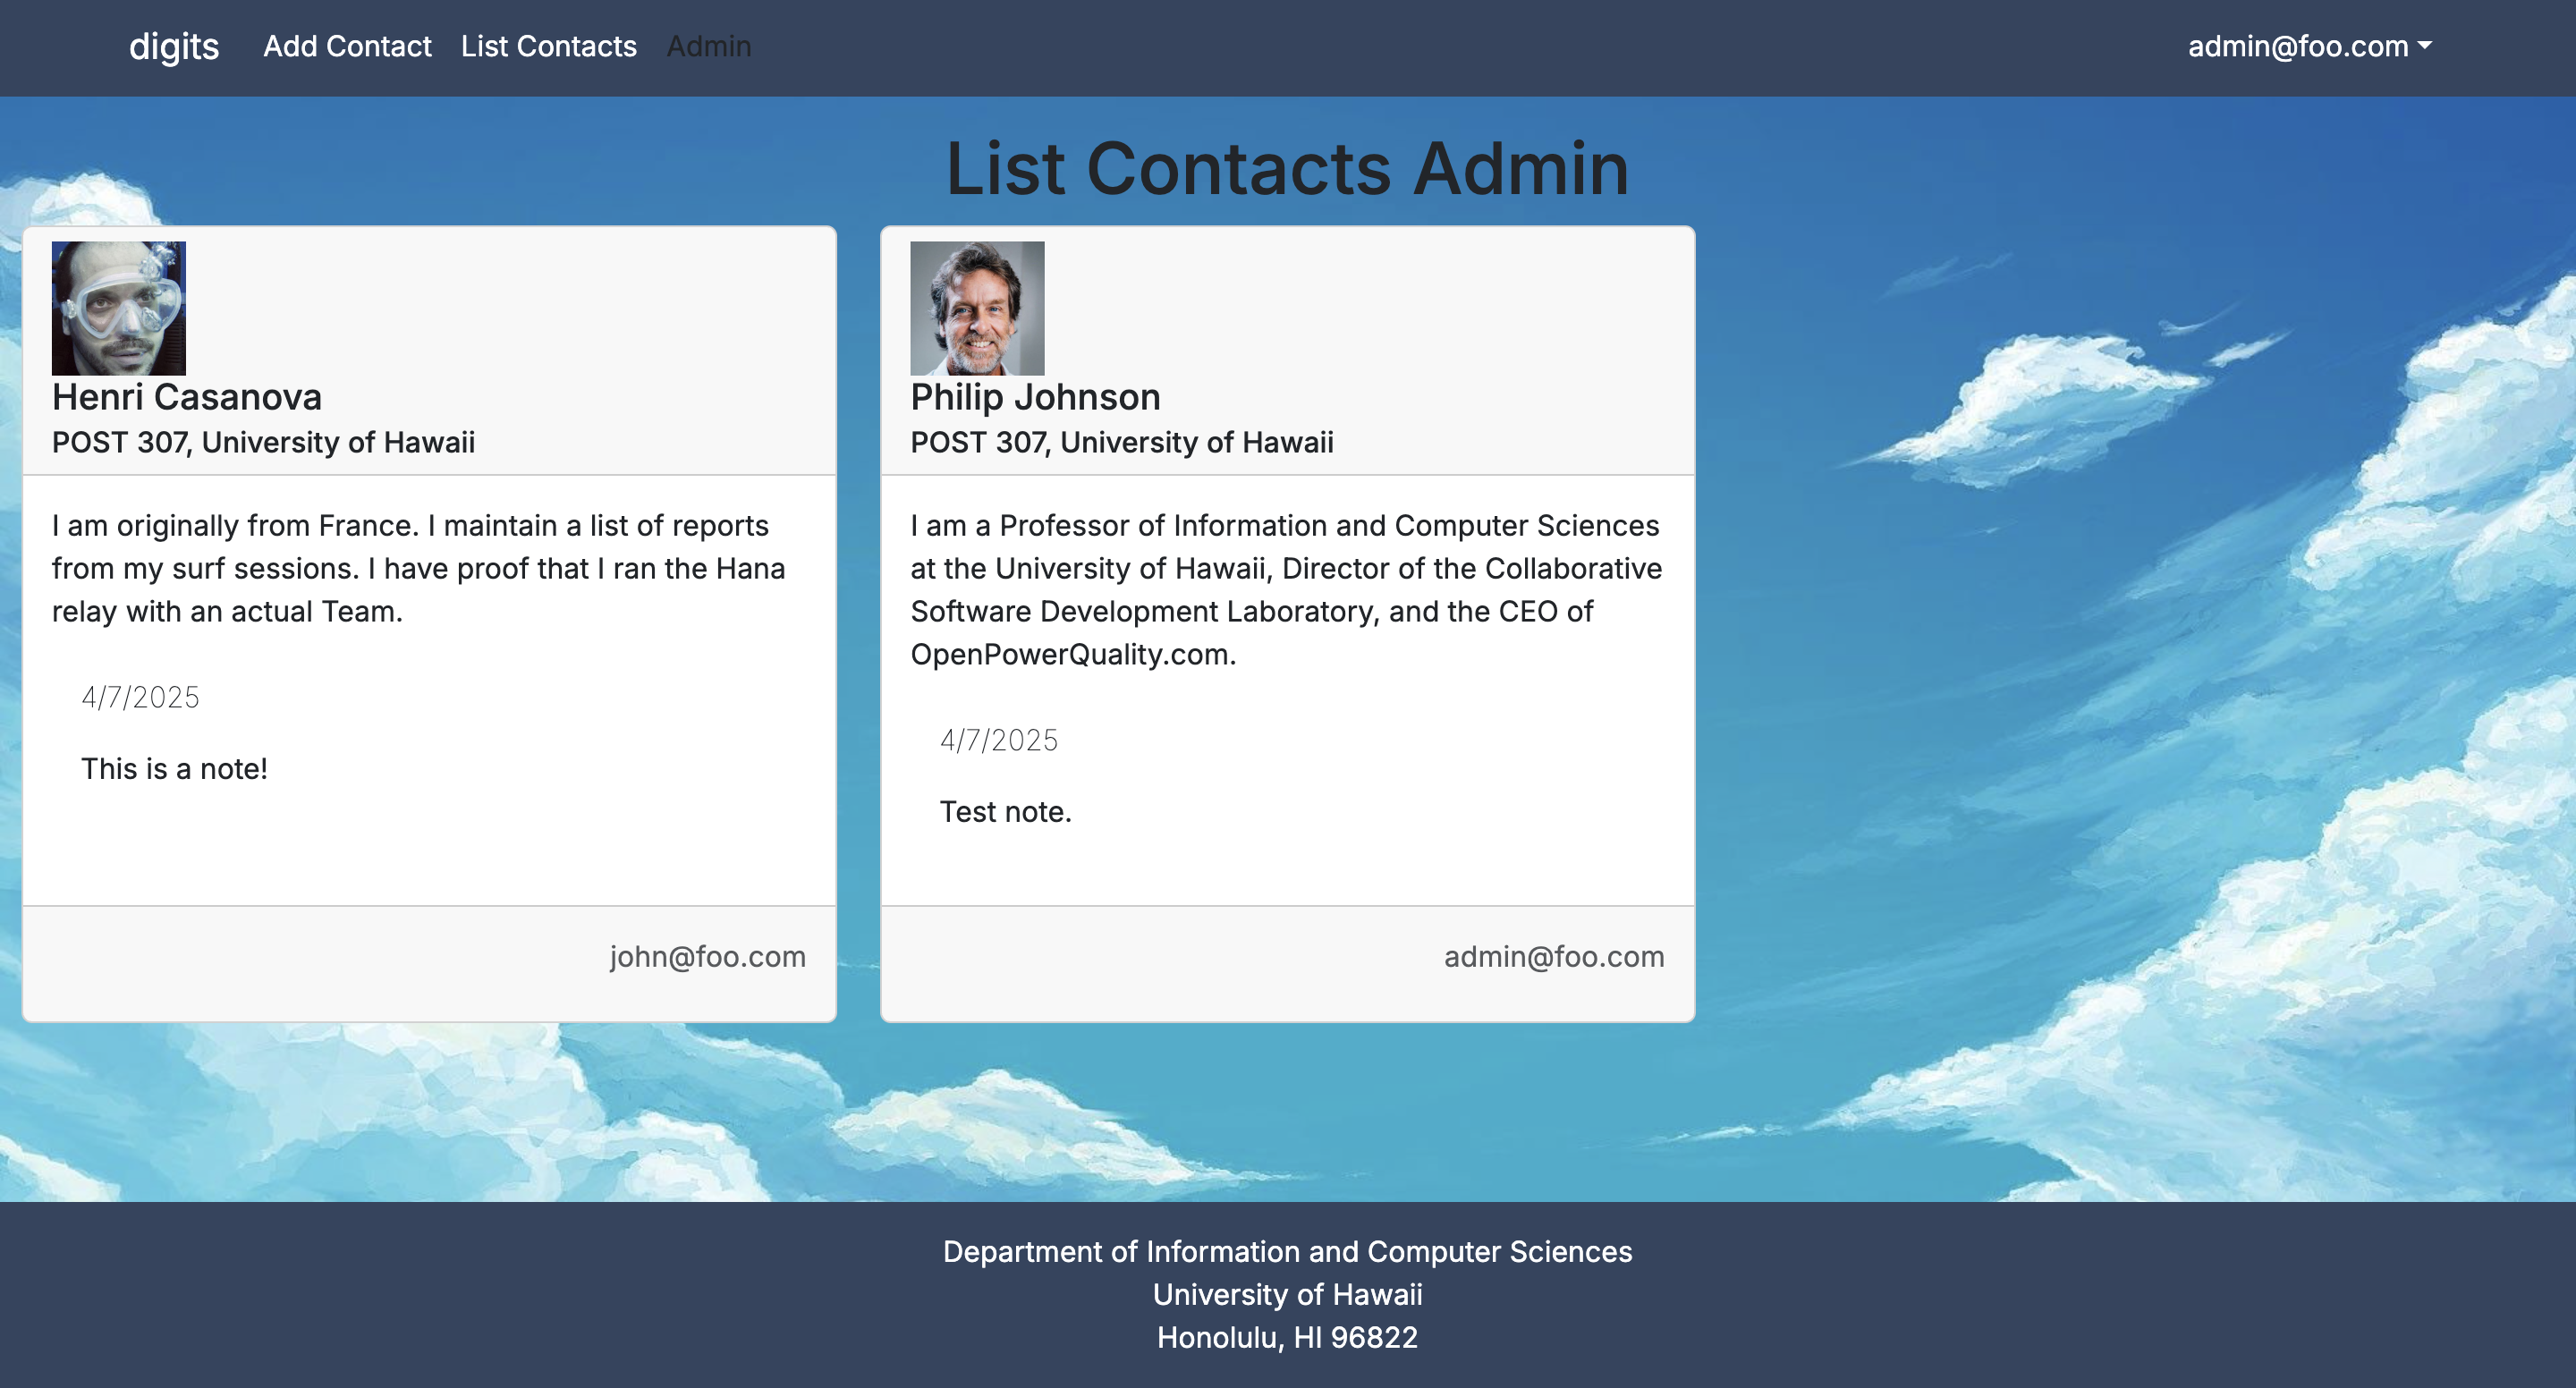 digits Add Contact List Contacts Admin admin@foo.com
List Contacts Admin
Henri Casanova
POST 307, University of Hawaii
I am originally from France. I maintain a list of reports
from my surf sessions. I have proof that I ran the Hana
relay with an actual Team.
4/7/2025
This is a note!
john@foo.com
Philip Johnson
POST 307, University of Hawaii
I am a Professor of Information and Computer Sciences
at the University of Hawaii, Director of the Collaborative
Software Development Laboratory, and the CEO of
OpenPowerQuality.com.
4/7/2025
Test note.
admin@foo.com
Department of Information and Computer Sciences
University of Hawaii
Honolulu, HI 96822